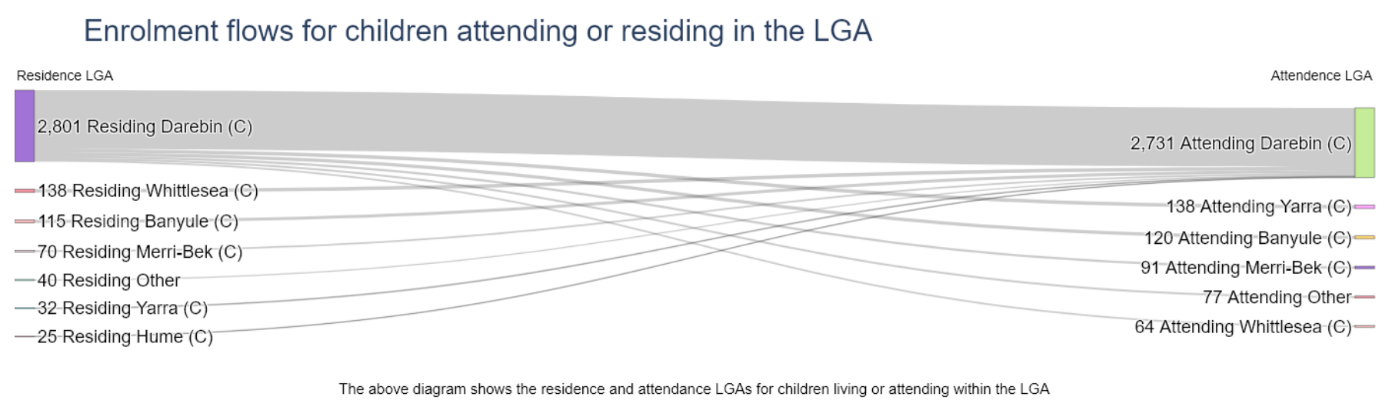 Enrolment flows for children attending or residing in the LGA
Residence LGA
Attendence LGA
2,801 Residing Darebin (C)
138 Residing Whittlesea (C)
115 Residing Banyule (C)
70 Residing Merri-Bek (C)
40 Residing Other
32 Residing Yarra (C)
25 Residing Hume (C)
2,731 Attending Darebin (C)
138 Attending Yarra (C)
120 Attending Banyule (C)
91 Attending Merri-Bek (C)
77 Attending Other
64 Attending Whittlesea (C)
The above diagram shows the residence and attendance LGAs for children living or attending within the LGA